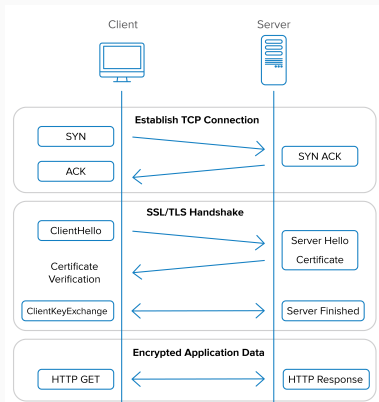 Client
Server
Establish TCP Connection
SYN
SYN ACK
ACK
SSL/TLS Handshake
ClientHello
Server Hello
Certificate
Certificate
Verification
ClientKeyExchange
Server Finished
Encrypted Application Data
HTTP GET
HTTP Response